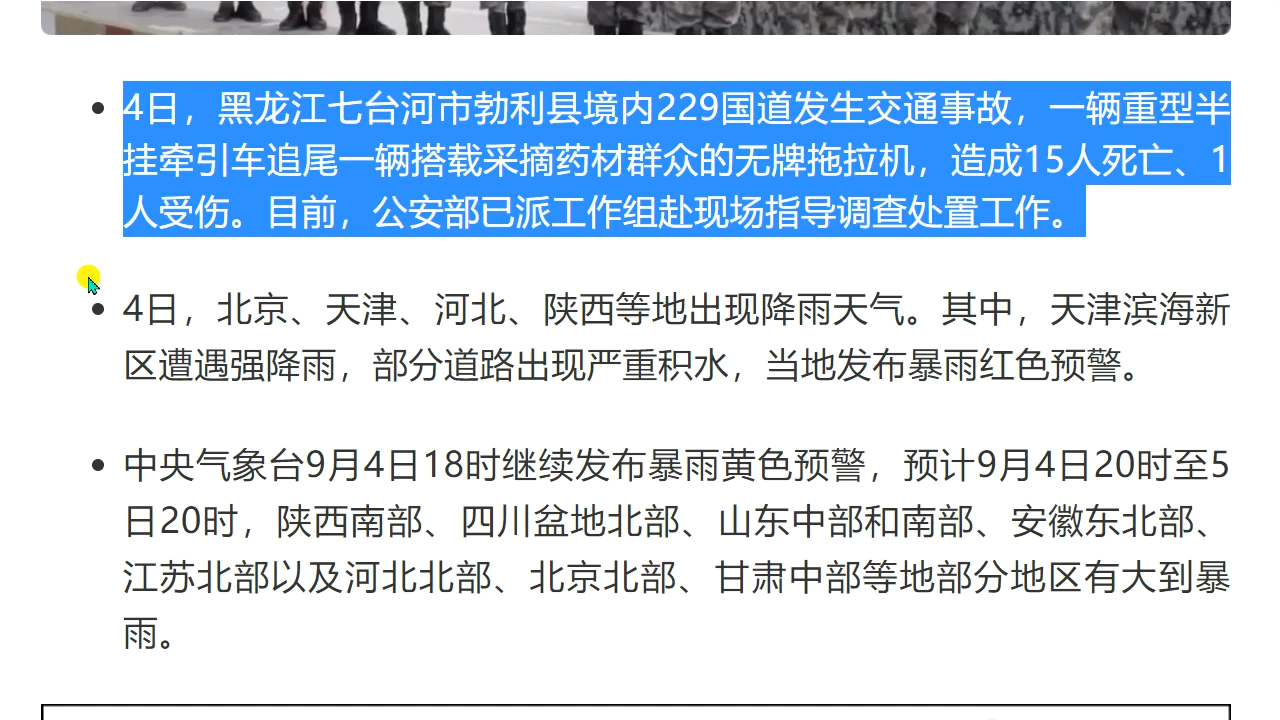 4日，黑龙江七台河市勃利县境内229国道发生交通事故，一辆重型半
挂牵引车追尾一辆搭载采摘药材群众的无牌拖拉机，造成15人死亡、1
人受伤。目前，公安部已派工作组赴现场指导调查处置工作。
4日，北京、天津、河北、陕西等地出现降雨天气。其中，天津滨海新
区遭遇强降雨，部分道路出现严重积水，当地发布暴雨红色预警。
中央气象台9月4日18时继续发布暴雨黄色预警，预计9月4日20时至5
日20时，陕西南部、四川盆地北部、山东中部和南部、安徽东北部、
江苏北部以及河北北部、北京北部、甘肃中部等地部分地区有大到暴
雨。